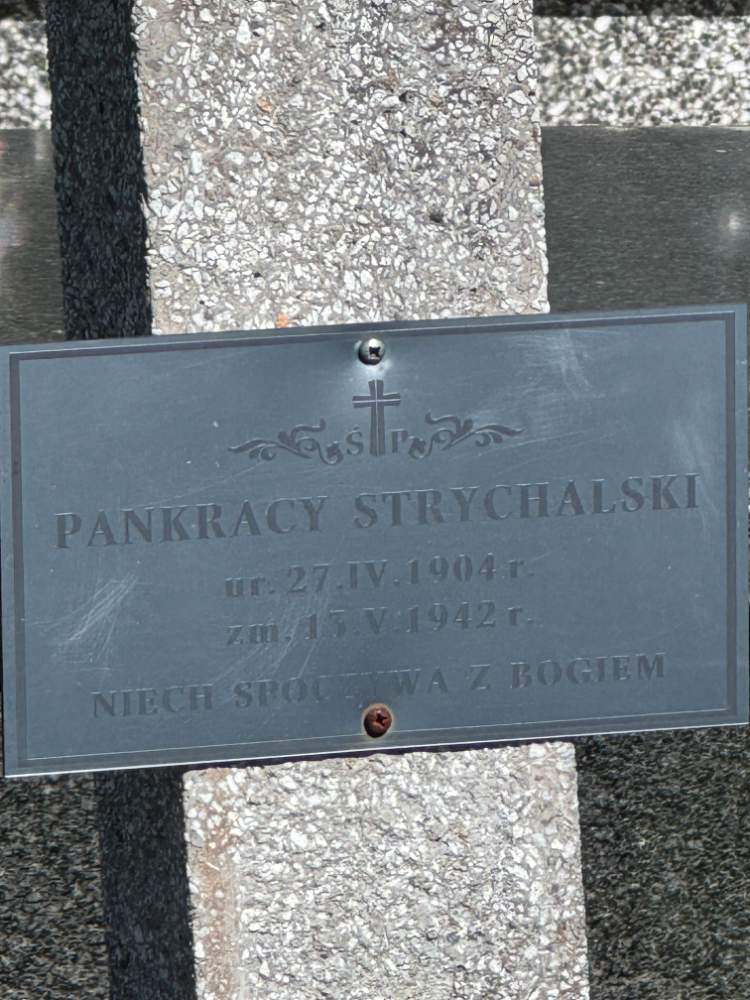 Ś P
PANKRACY STRYCHALSKI
ur. 27.IV.1904 r.
zm. 13.V.1942 r.
NIECH SPOCZYWA Z BOGIEM